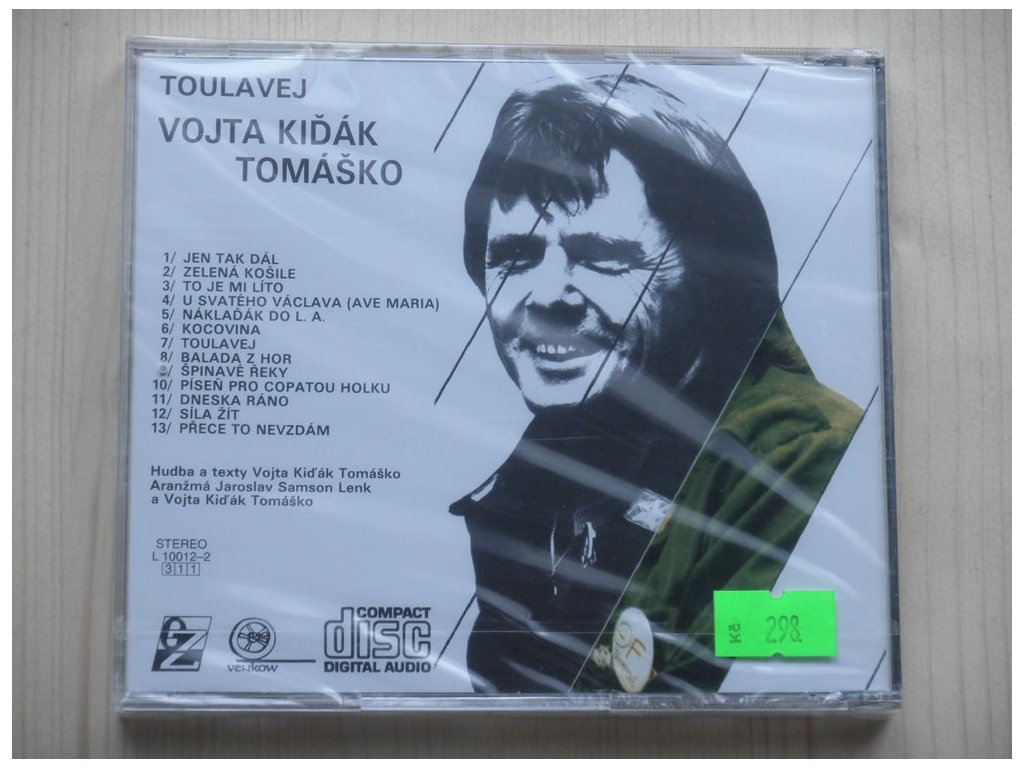 TOULAVEJ
VOJTA KIĎÁK
TOMÁŠKO
1/ JEN TAK DÁL
2/ ZELENÁ KOŠILE
3/ TO JE MI LÍTO
4/ U SVATÉHO VÁCLAVA (AVE MARIA)
5/ NÁKLAĎÁK DO L. A.
6/ KOCOVINA
7/ TOULAVEJ
8/ BALADA Z HOR
9/ ŠPINAVÉ ŘEKY
10/ PÍSEŇ PRO COPATOU HOLKU
11/ DNESKA RÁNO
12/ SÍLA ŽÍT
13/ PŘECE TO NEVZDÁM
Hudba a texty Vojta Kiďák Tomáško
Aranžmá Jaroslav Samson Lenk
a Vojta Kiďák Tomáško
STEREO
L 10012–2
3 1 1
VENKOW
COMPACT
disc
DIGITAL AUDIO
Kč 298.